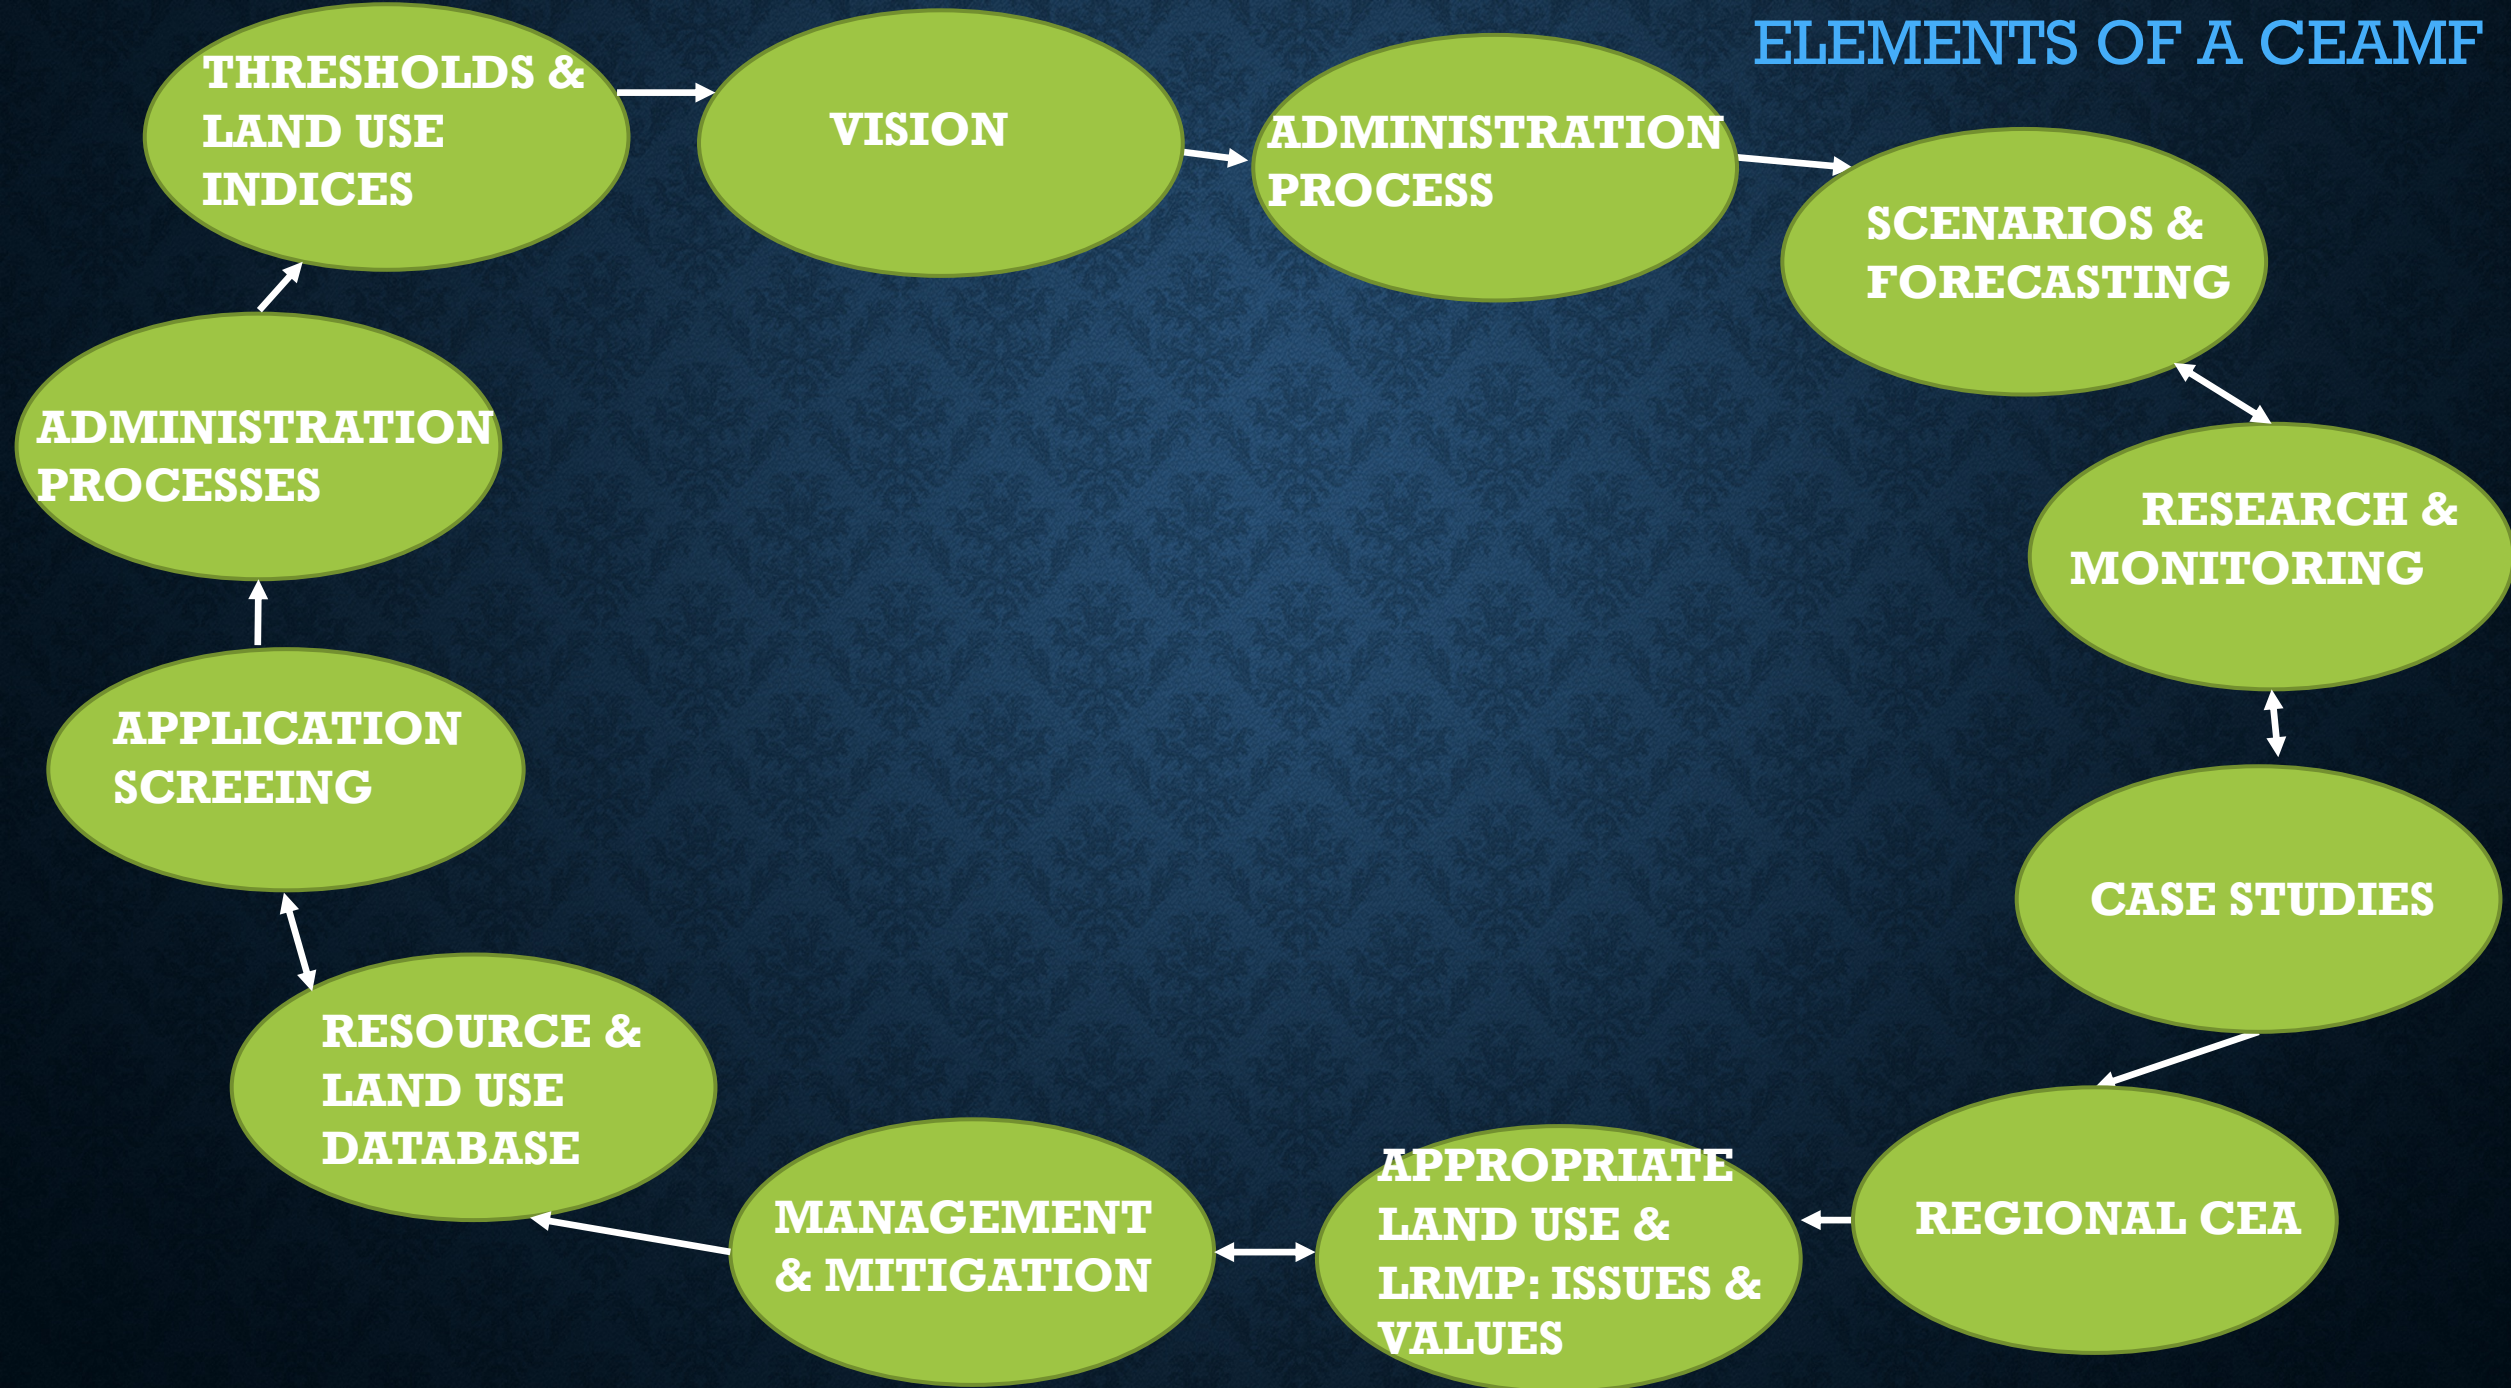 ELEMENTS OF A CEAMF
THRESHOLDS &
LAND USE
INDICES
VISION
ADMINISTRATION
PROCESS
SCENARIOS &
FORECASTING
RESEARCH &
MONITORING
CASE STUDIES
REGIONAL CEA
APPROPRIATE
LAND USE &
LRMP: ISSUES &
VALUES
MANAGEMENT
& MITIGATION
RESOURCE &
LAND USE
DATABASE
APPLICATION
SCREEING
ADMINISTRATION
PROCESSES